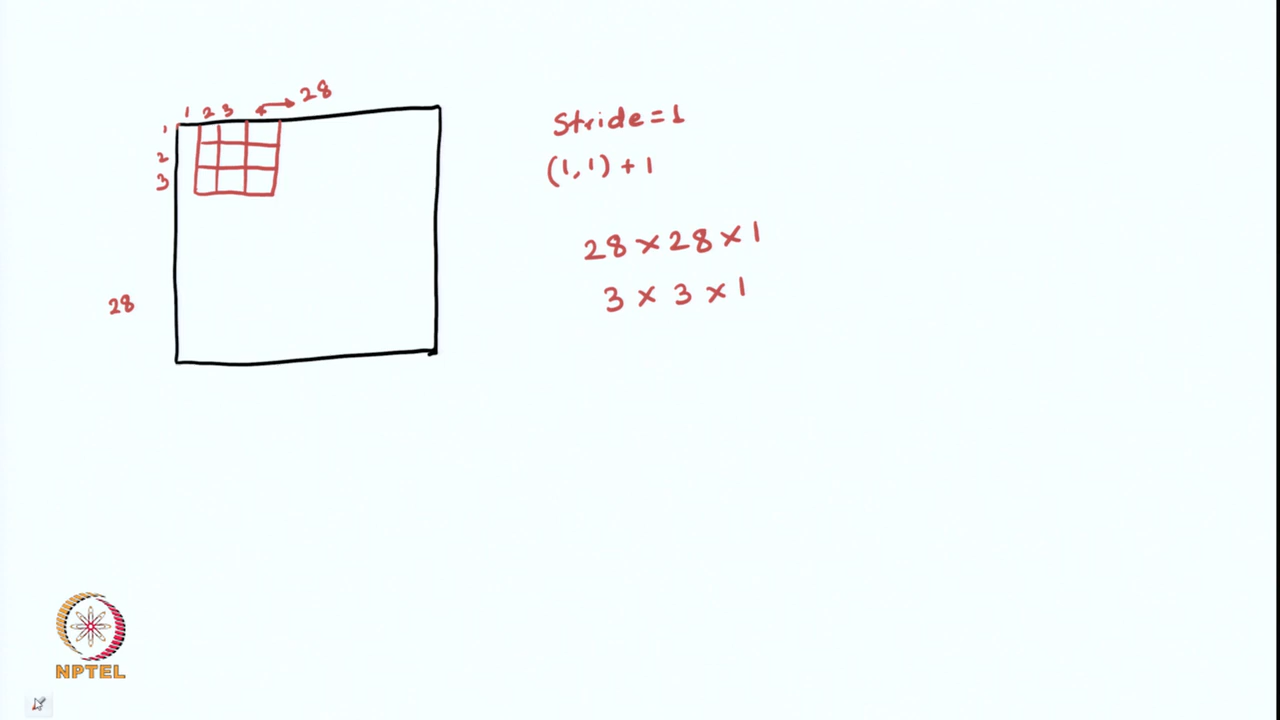 1 2 3 28
1
2
3
28
Stride = 1
(1, 1) + 1
28 × 28 × 1
3 × 3 × 1
NPTEL